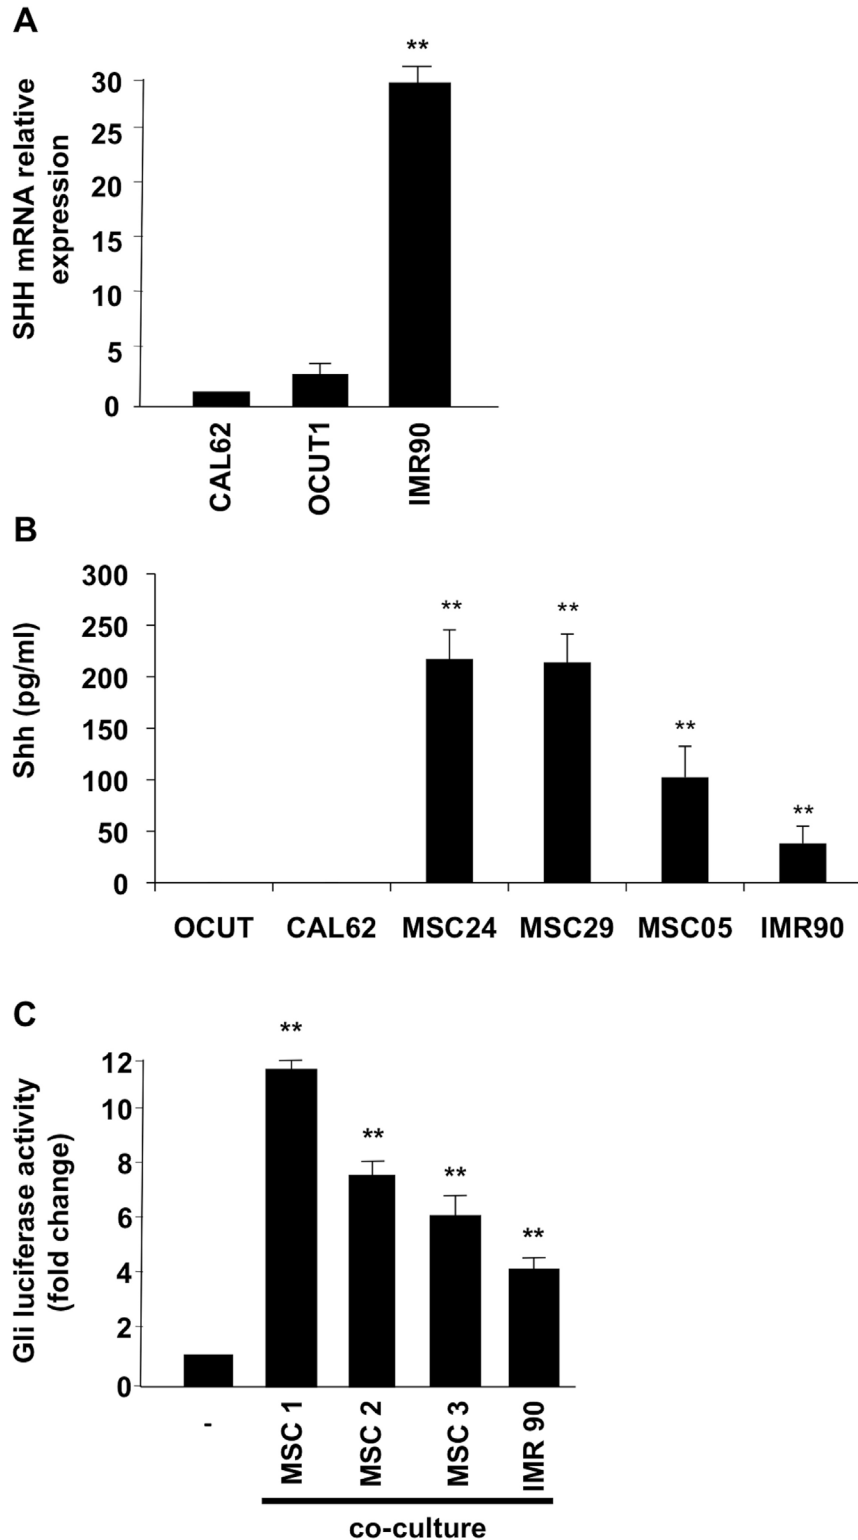 A
SHH mRNA relative
expression
30
25
20
15
10
5
0
**
CAL62
OCUT1
IMR90
B
Shh (pg/ml)
300
250
200
150
100
50
0
**
**
**
**
OCUT CAL62 MSC24 MSC29 MSC05 IMR90
C
Gli luciferase activity
(fold change)
12
10
8
6
4
2
0
**
**
**
**
-
MSC 1
MSC 2
MSC 3
IMR 90
co-culture